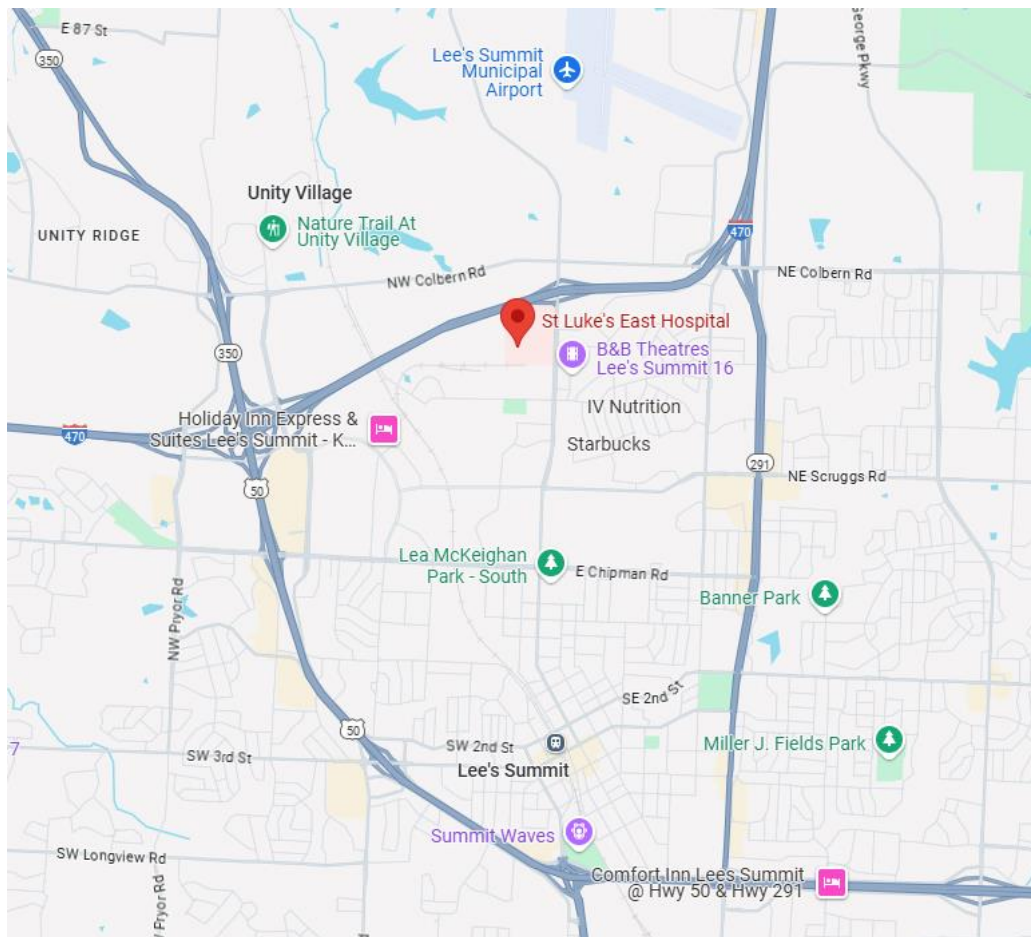 E 87 St
350
George Pkwy
Lee's Summit
Municipal
Airport
Unity Village
Nature Trail At
Unity Village
UNITY RIDGE
470
NW Colbern Rd
NE Colbern Rd
St Luke's East Hospital
350
B&B Theatres
Lee's Summit 16
IV Nutrition
Holiday Inn Express &
Suites Lee's Summit - K...
470
Starbucks
291
NE Scruggs Rd
50
Lea McKeighan
Park - South
E Chipman Rd
Banner Park
NW Pryor Rd
SE 2nd St
50
SW 2nd St
Miller J. Fields Park
7
SW 3rd St
Lee's Summit
Summit Waves
SW Longview Rd
Comfort Inn Lees Summit
@ Hwy 50 & Hwy 291
Pryor Rd